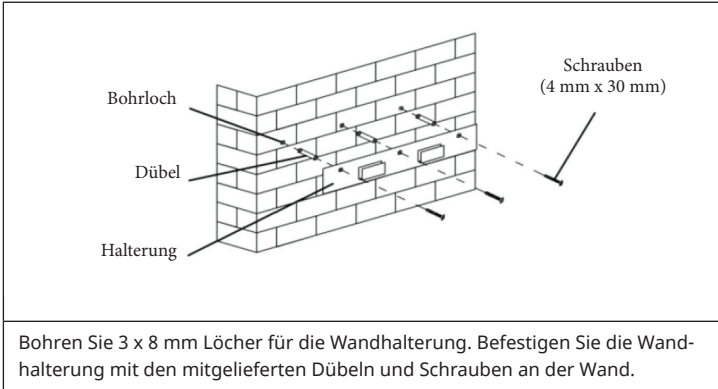 Bohrloch
Dübel
Halterung
Schrauben
(4 mm x 30 mm)
Bohren Sie 3 x 8 mm Löcher für die Wandhalterung. Befestigen Sie die Wand-
halterung mit den mitgelieferten Dübeln und Schrauben an der Wand.